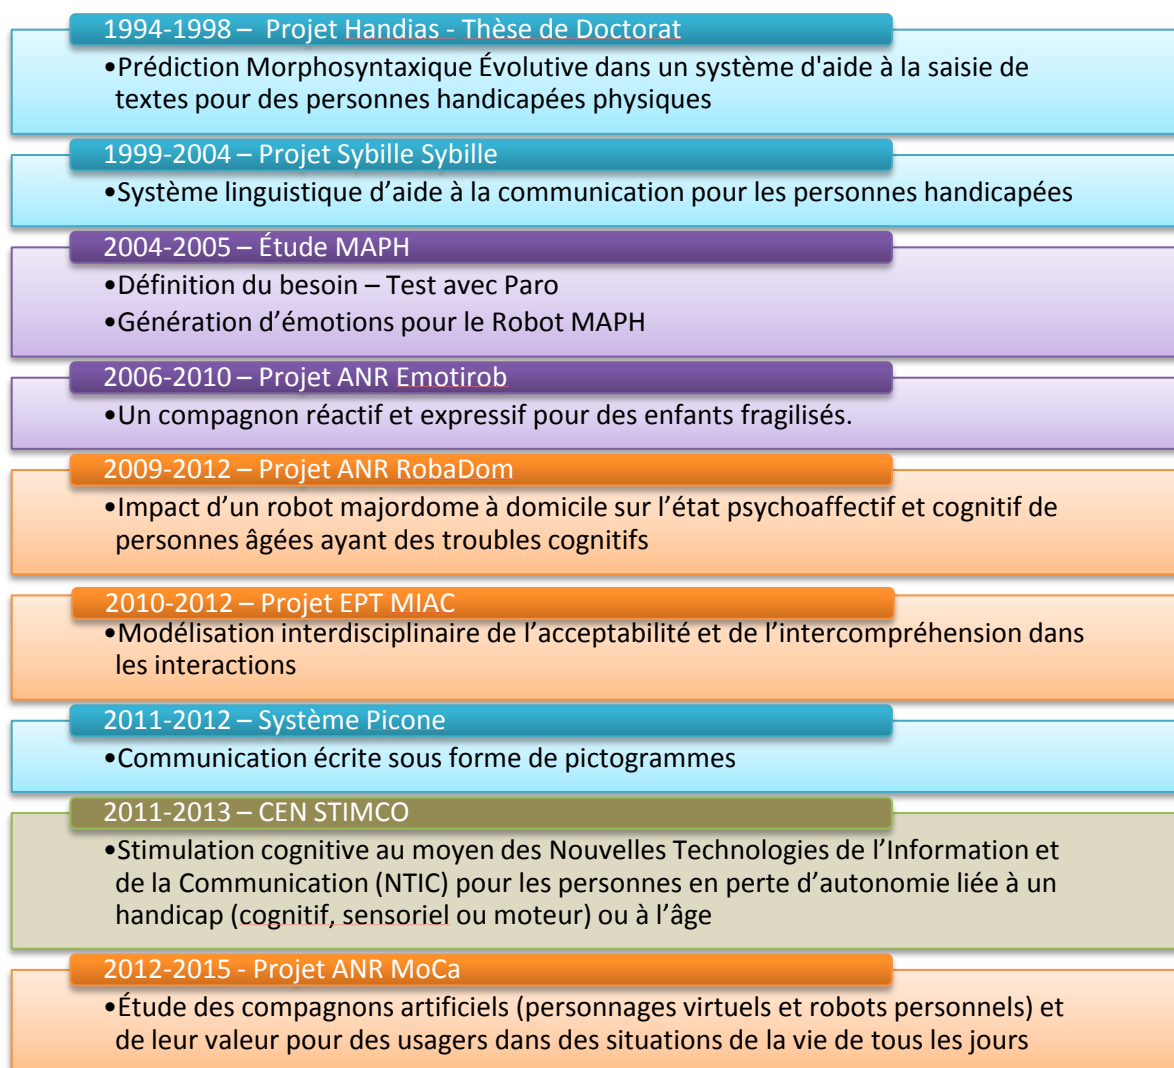 1994-1998 – Projet Handias - Thèse de Doctorat
•Prédiction Morphosyntaxique Évolutive dans un système d'aide à la saisie de
textes pour des personnes handicapées physiques
1999-2004 – Projet Sybille Sybille
•Système linguistique d’aide à la communication pour les personnes handicapées
2004-2005 – Étude MAPH
•Définition du besoin – Test avec Paro
•Génération d’émotions pour le Robot MAPH
2006-2010 – Projet ANR Emotirob
•Un compagnon réactif et expressif pour des enfants fragilisés.
2009-2012 – Projet ANR RobaDom
•Impact d’un robot majordome à domicile sur l’état psychoaffectif et cognitif de
personnes âgées ayant des troubles cognitifs
2010-2012 – Projet EPT MIAC
•Modélisation interdisciplinaire de l’acceptabilité et de l’intercompréhension dans
les interactions
2011-2012 – Système Picone
•Communication écrite sous forme de pictogrammes
2011-2013 – CEN STIMCO
•Stimulation cognitive au moyen des Nouvelles Technologies de l’Information et
de la Communication (NTIC) pour les personnes en perte d’autonomie liée à un
handicap (cognitif, sensoriel ou moteur) ou à l’âge
2012-2015 - Projet ANR MoCa
•Étude des compagnons artificiels (personnages virtuels et robots personnels) et
de leur valeur pour des usagers dans des situations de la vie de tous les jours